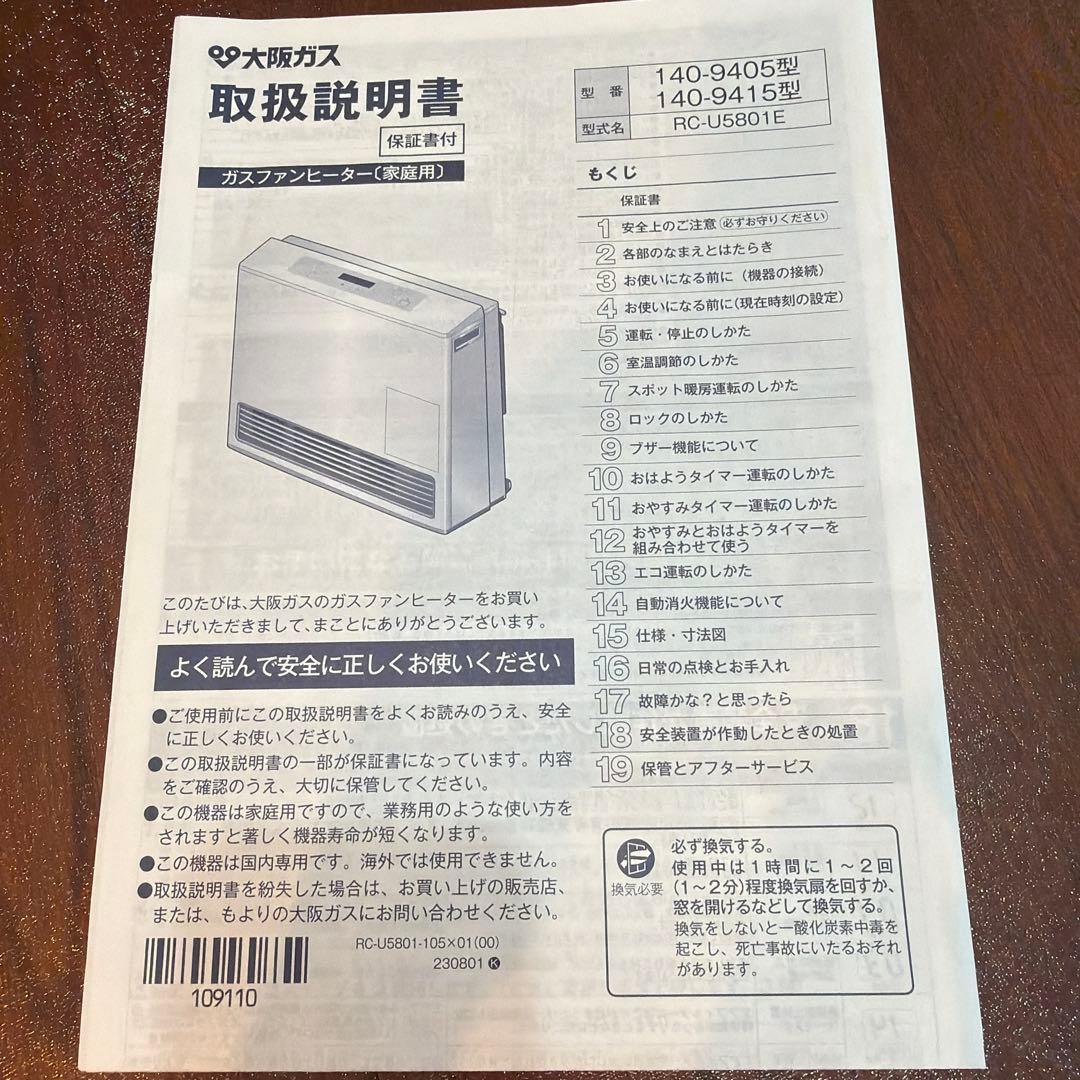 大阪ガス
取扱説明書
保証書付
ガスファンヒーター〔家庭用〕
型番
140-9405型
140-9415型
型式名
RC-U5801E
このたびは、大阪ガスのガスファンヒーターをお買い
上げいただきまして、まことにありがとうございます。
よく読んで安全に正しくお使いください
●ご使用前にこの取扱説明書をよくお読みのうえ、安全
に正しくお使いください。
●この取扱説明書の一部が保証書になっています。内容
をご確認のうえ、大切に保管してください。
●この機器は家庭用ですので、業務用のような使い方を
されますと著しく機器寿命が短くなります。
●この機器は国内専用です。海外では使用できません。
●取扱説明書を紛失した場合は、お買い上げの販売店、
または、もよりの大阪ガスにお問い合わせください。
109110
RC-U5801-105×01(00)
230801 K
もくじ
保証書
1 安全上のご注意 必ずお守りください
2 各部のなまえとはたらき
3 お使いになる前に（機器の接続）
4 お使いになる前に（現在時刻の設定）
5 運転・停止のしかた
6 室温調節のしかた
7 スポット暖房運転のしかた
8 ロックのしかた
9 ブザー機能について
10 おはようタイマー運転のしかた
11 おやすみタイマー運転のしかた
12 おやすみとおはようタイマーを
組み合わせて使う
13 エコ運転のしかた
14 自動消火機能について
15 仕様・寸法図
16 日常の点検とお手入れ
17 故障かな？と思ったら
18 安全装置が作動したときの処置
19 保管とアフターサービス
換気必要
必ず換気する。
使用中は1時間に1～2回
(1～2分)程度換気扇を回すか、
窓を開けるなどして換気する。
換気をしないと一酸化炭素中毒を
起こし、死亡事故にいたるおそれ
があります。